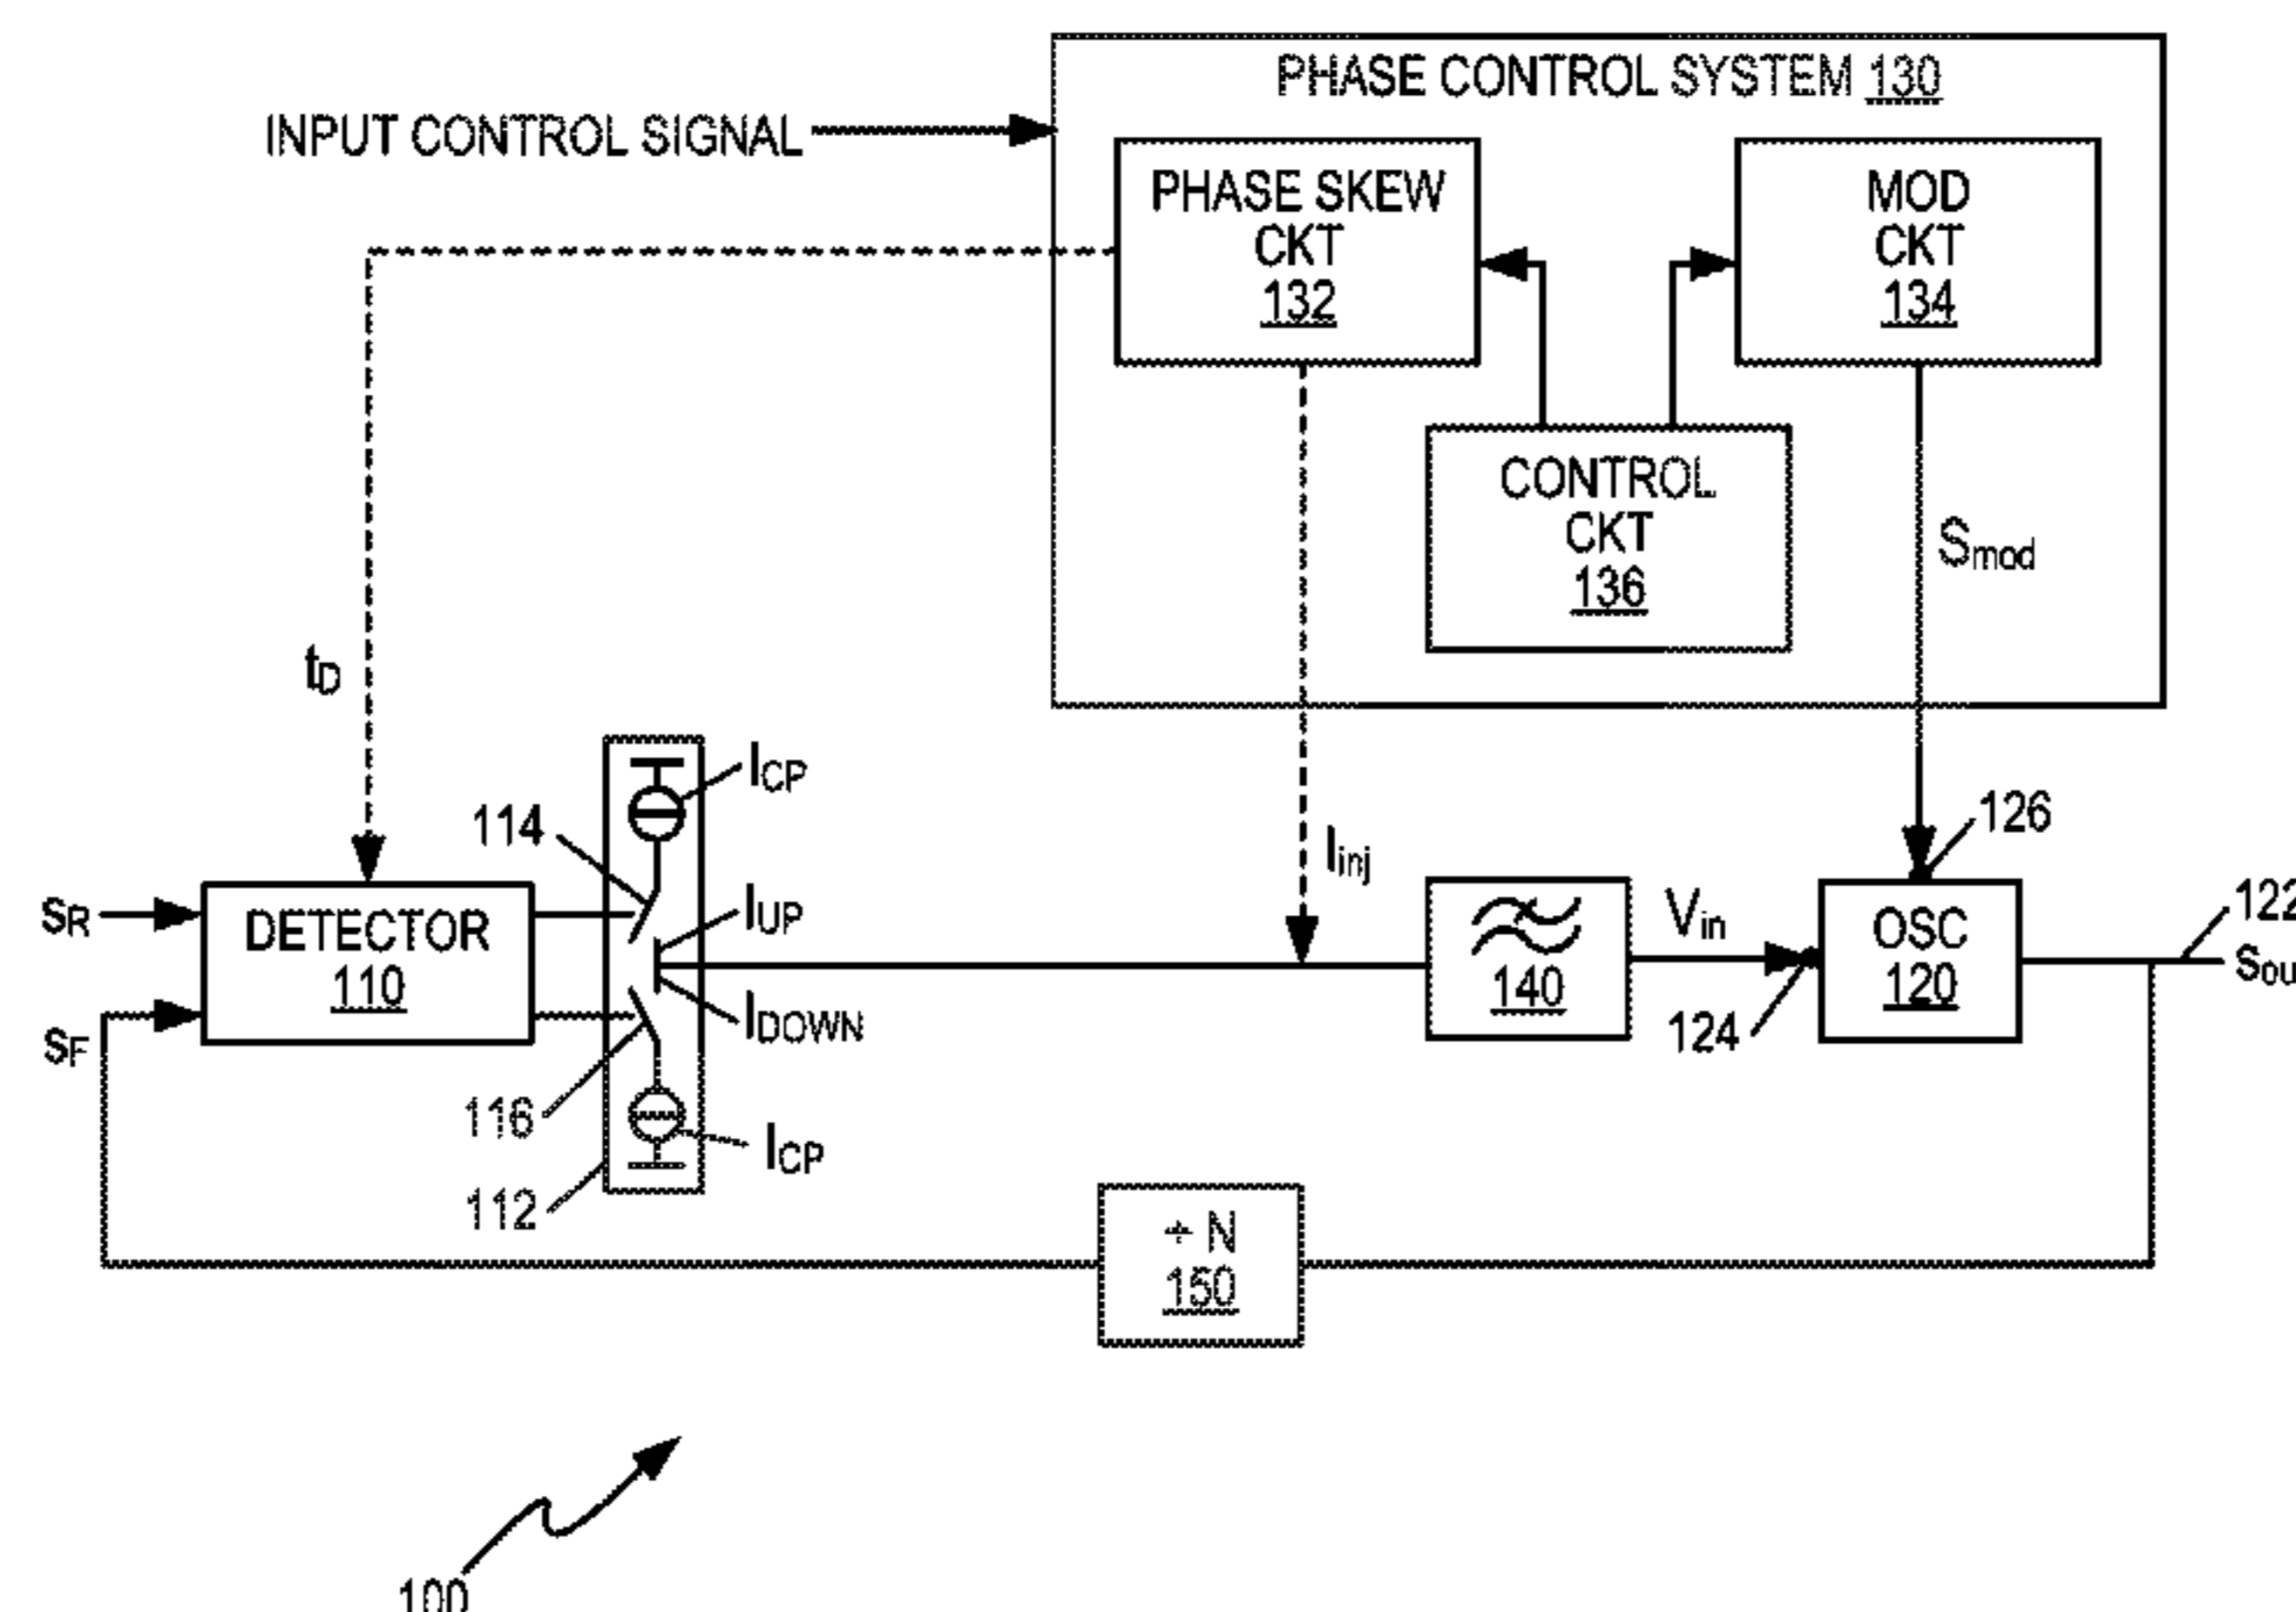 PHASE CONTROL SYSTEM 130
INPUT CONTROL SIGNAL
PHASE SKEW
CKT
132
MOD
CKT
134
CONTROL
CKT
136
Smod
tD
ICP
114
IUP
IDOWN
116
ICP
112
Iinj
SR
SF
DETECTOR
110
140
Vin
124
126
OSC
120
122
Sou
÷ N
150
100